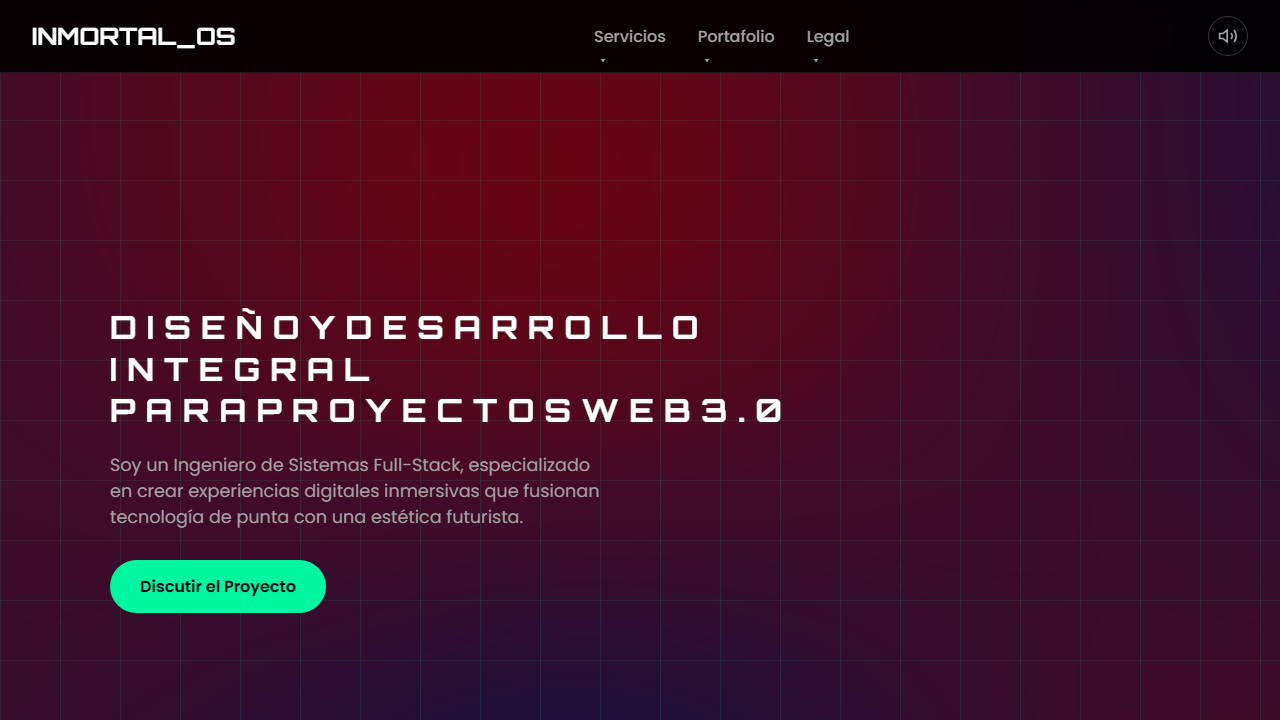 INMORTAL_OS
Servicios
Portafolio
Legal
DISEÑOYDESARROLLO
INTEGRAL
PARAPROYECTOSWEB3.0
Soy un Ingeniero de Sistemas Full-Stack, especializado
en crear experiencias digitales inmersivas que fusionan
tecnología de punta con una estética futurista.
Discutir el Proyecto